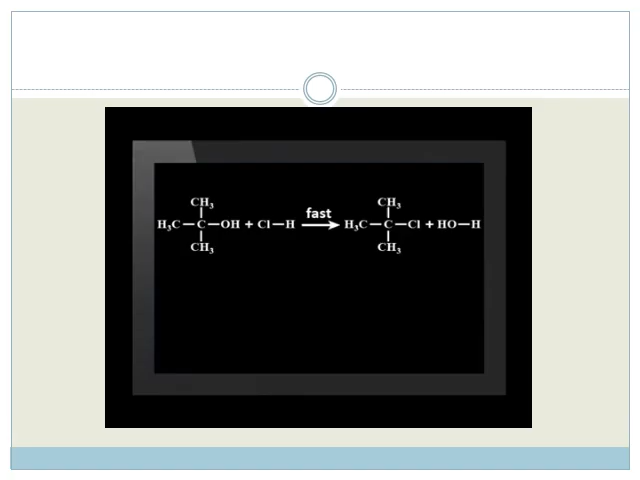 CH₃ CH₃
fast
H₃C—C—OH + Cl—H → H₃C—C—Cl + HO—H
CH₃ CH₃